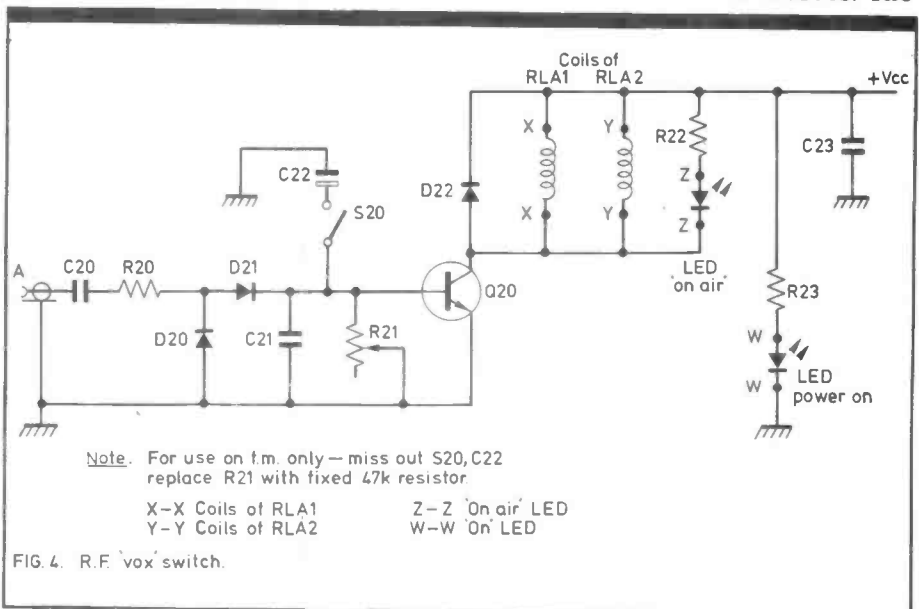 Coils of
RLA1 RLA2
+Vcc
X Y
R22
C23
C22
D22
Z
S20
X Y
Z
A
C20 R20 D21
Q20
LED
'on air'
R23
D20 C21 R21
W
W
LED
power on
Note. For use on f.m. only — miss out S20, C22
replace R21 with fixed 47k resistor.
X-X Coils of RLA1 Z-Z 'On air' LED
Y-Y Coils of RLA2 W-W 'On' LED
FIG. 4. R.F. 'vox' switch.